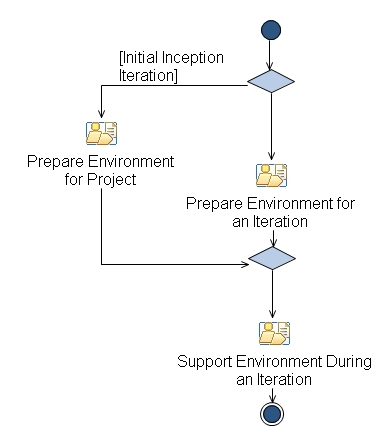 [Initial Inception
Iteration]
Prepare Environment
for Project
Prepare Environment for
an Iteration
Support Environment During
an Iteration